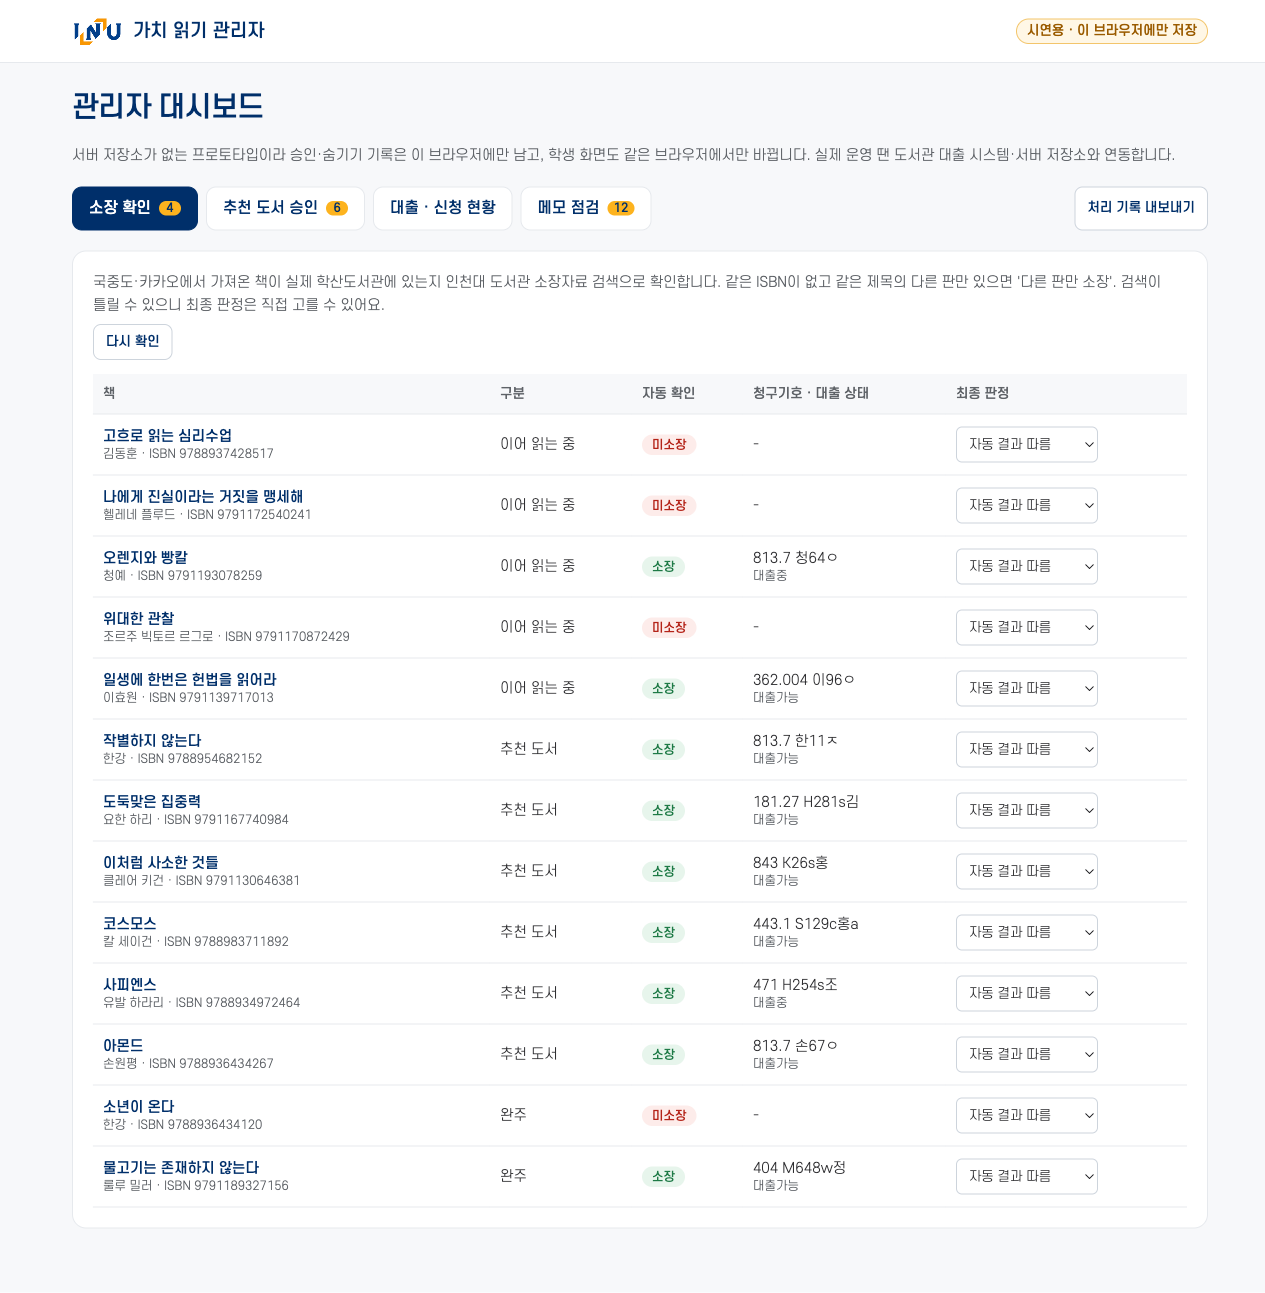 INU 가치 읽기 관리자
시연용 · 이 브라우저에만 저장
관리자 대시보드
서버 저장소가 없는 프로토타입이라 승인·숨기기 기록은 이 브라우저에만 남고, 학생 화면도 같은 브라우저에서만 바뀝니다. 실제 운영 땐 도서관 대출 시스템·서버 저장소와 연동합니다.
소장 확인 4
추천 도서 승인 6
대출 · 신청 현황
메모 점검 12
처리 기록 내보내기
국중도·카카오에서 가져온 책이 실제 학산도서관에 있는지 인천대 도서관 소장자료 검색으로 확인합니다. 같은 ISBN이 없고 같은 제목의 다른 판만 있으면 '다른 판만 소장'. 검색이
틀릴 수 있으니 최종 판정은 직접 고를 수 있어요.
다시 확인
책 구분 자동 확인 청구기호 · 대출 상태 최종 판정
고흐로 읽는 심리수업
김동훈 · ISBN 9788937428517
이어 읽는 중 미소장 - 자동 결과 따름
나에게 진실이라는 거짓을 맹세해
헬레네 플루드 · ISBN 9791172540241
이어 읽는 중 미소장 - 자동 결과 따름
오렌지와 빵칼
청예 · ISBN 9791193078259
이어 읽는 중 소장
813.7 청64ㅇ
대출중
자동 결과 따름
위대한 관찰
조르주 빅토르 르그로 · ISBN 9791170872429
이어 읽는 중 미소장 - 자동 결과 따름
일생에 한번은 헌법을 읽어라
이효원 · ISBN 9791139717013
이어 읽는 중 소장
362.004 이96ㅇ
대출가능
자동 결과 따름
작별하지 않는다
한강 · ISBN 9788954682152
추천 도서 소장
813.7 한11ㅈ
대출가능
자동 결과 따름
도둑맞은 집중력
요한 하리 · ISBN 9791167740984
추천 도서 소장
181.27 H281s김
대출가능
자동 결과 따름
이처럼 사소한 것들
클레어 키건 · ISBN 9791130646381
추천 도서 소장
843 K26s홍
대출가능
자동 결과 따름
코스모스
칼 세이건 · ISBN 9788983711892
추천 도서 소장
443.1 S129c홍a
대출가능
자동 결과 따름
사피엔스
유발 하라리 · ISBN 9788934972464
추천 도서 소장
471 H254s조
대출중
자동 결과 따름
아몬드
손원평 · ISBN 9788936434267
추천 도서 소장
813.7 손67ㅇ
대출가능
자동 결과 따름
소년이 온다
한강 · ISBN 9788936434120
완주 미소장 - 자동 결과 따름
물고기는 존재하지 않는다
룰루 밀러 · ISBN 9791189327156
완주 소장
404 M648w정
대출가능
자동 결과 따름